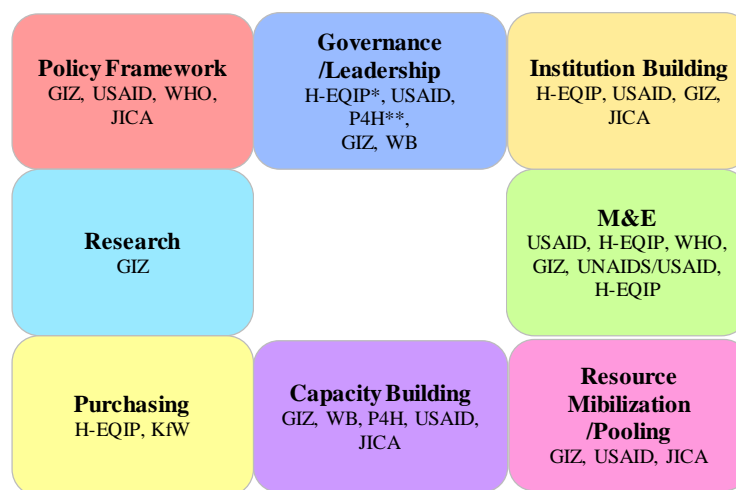 Policy Framework
GIZ, USAID, WHO,
JICA
Governance
/Leadership
H-EQIP*, USAID,
P4H**,
GIZ, WB
Institution Building
H-EQIP, USAID, GIZ,
JICA
Research
GIZ
M&E
USAID, H-EQIP, WHO,
GIZ, UNAIDS/USAID,
H-EQIP
Purchasing
H-EQIP, KfW
Capacity Building
GIZ, WB, P4H, USAID,
JICA
Resource
Mibilization
/Pooling
GIZ, USAID, JICA